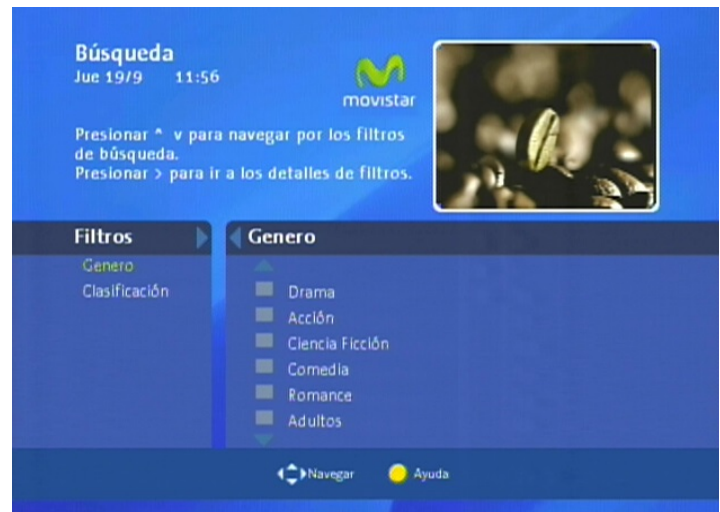 Búsqueda
Jue 19/9 11:56
movistar
Presionar ^ v para navegar por los filtros
de búsqueda.
Presionar > para ir a los detalles de filtros.
Filtros
Genero
Clasificación
Genero
Drama
Acción
Ciencia Ficción
Comedia
Romance
Adultos
Navegar
Ayuda